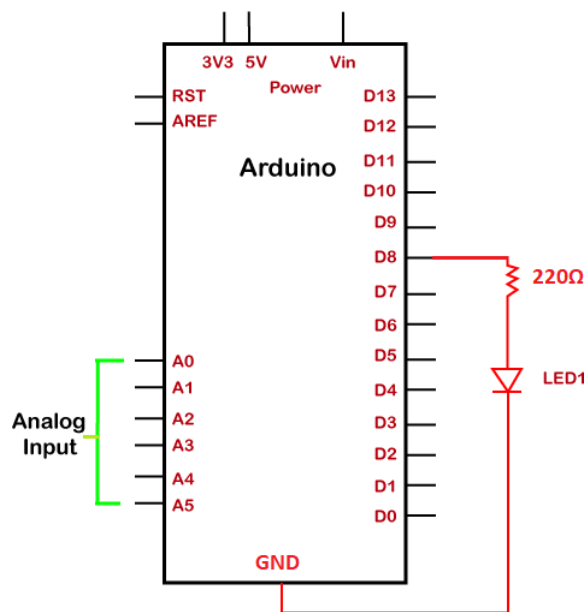 3V3 5V Vin
Power
RST
AREF
Arduino
D13
D12
D11
D10
D9
D8
D7
D6
D5
D4
D3
D2
D1
D0
220Ω
LED1
A0
A1
A2
A3
A4
A5
Analog
Input
GND